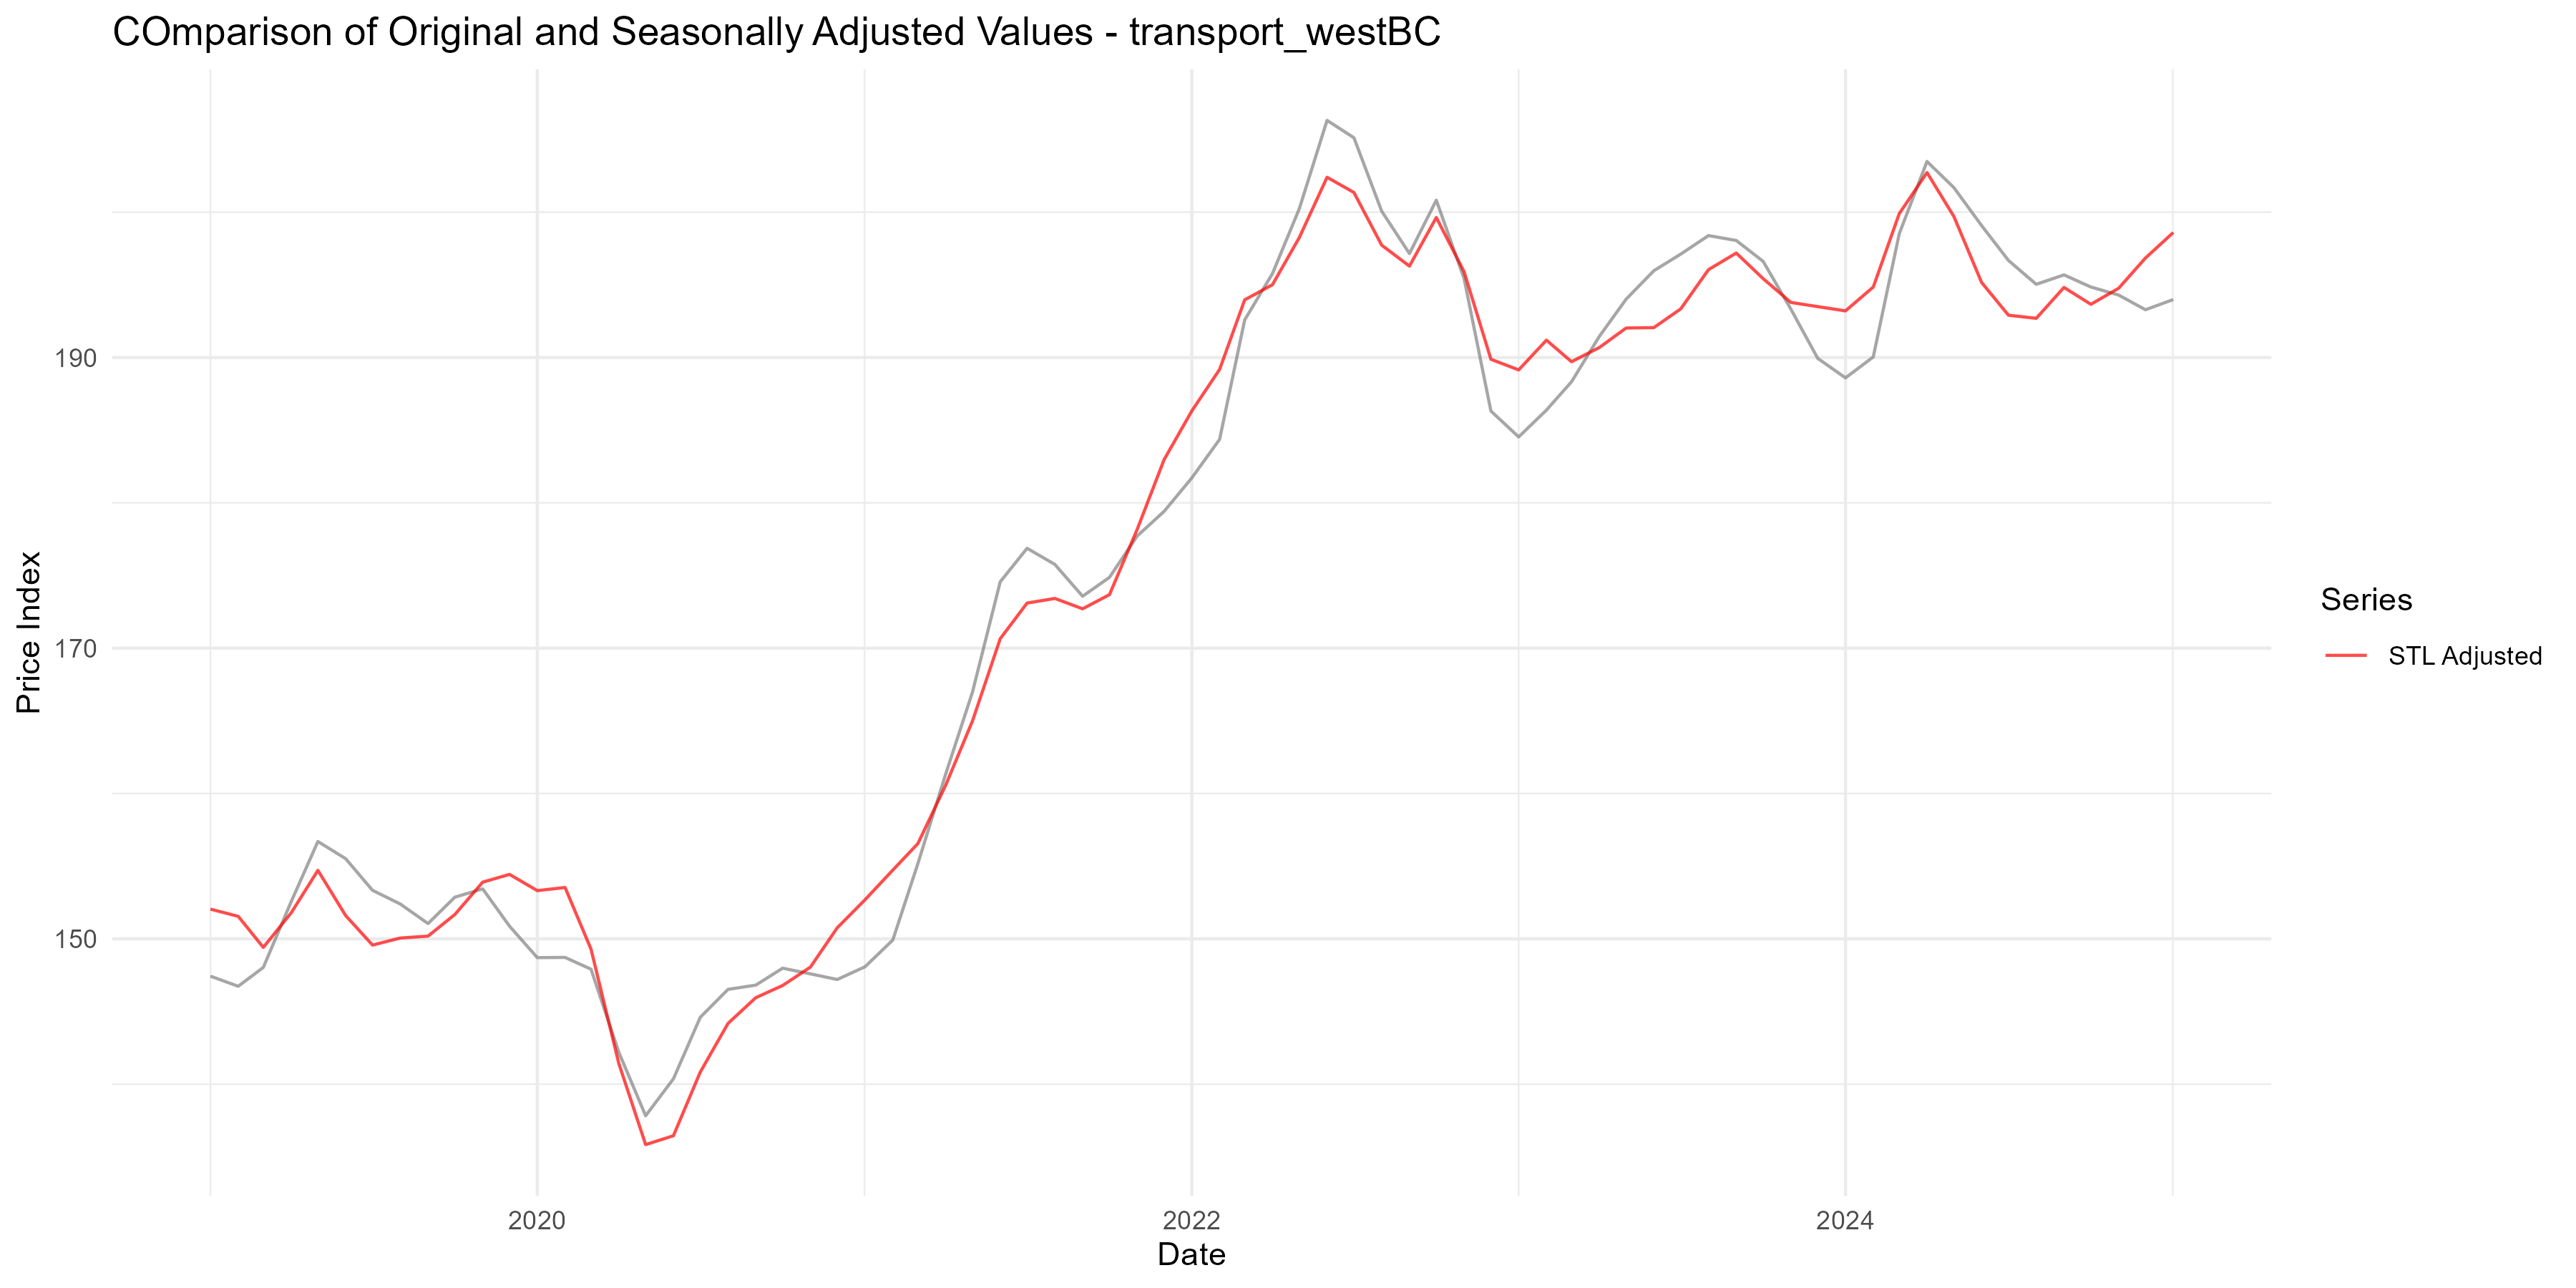 COmparison of Original and Seasonally Adjusted Values - transport_westBC
190
170
150
Price Index
2020
2022
2024
Date
Series
STL Adjusted